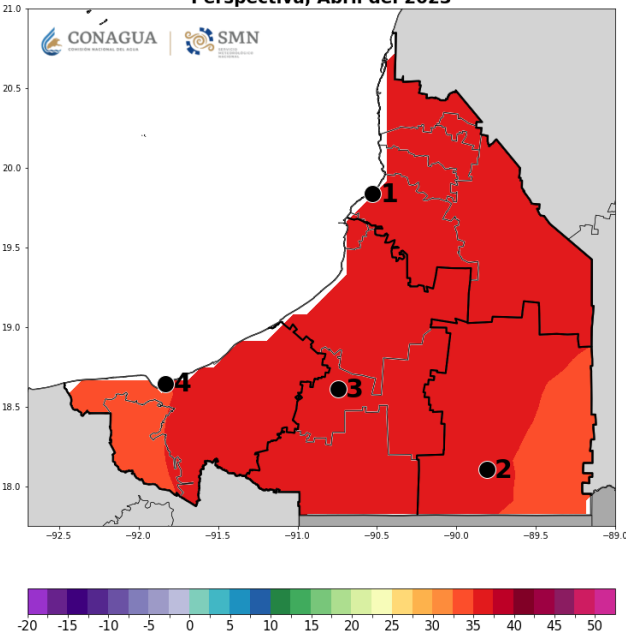 Perspectiva, Abril del 2025
21.0
CONAGUA
COMISIÓN NACIONAL DEL AGUA
SMN
SERVICIO
METEOROLÓGICO
NACIONAL
20.5
20.0
1
19.5
19.0
4
3
18.5
2
18.0
−92.5 −92.0 −91.5 −91.0 −90.5 −90.0 −89.5 −89.0
-20 -15 -10 -5 0 5 10 15 20 25 30 35 40 45 50